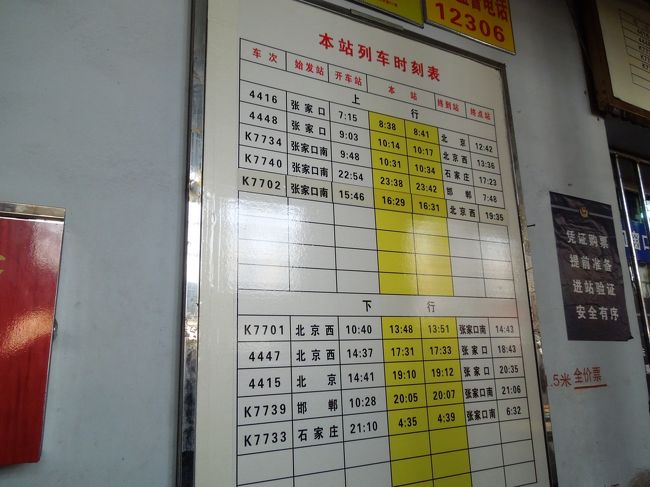 督电话
12306
本站列车时刻表
车次 始发站 开车站 本站 终到站 终点站
上行
4416 张家口 7:15 8:38 8:41 北京 12:42
4448 张家口 9:03 10:14 10:17 北京西 13:36
K7734 张家口南 9:48 10:31 10:34 石家庄 17:23
K7740 张家口南 22:54 23:38 23:42 邯郸 7:48
K7702 张家口南 15:46 16:29 16:31 北京西 19:35
下行
K7701 北京西 10:40 13:48 13:51 张家口南 14:43
4447 北京西 14:37 17:31 17:33 张家口 18:43
4415 北京 14:41 19:10 19:12 张家口 20:35
K7739 邯郸 10:28 20:05 20:07 张家口南 21:06
K7733 石家庄 21:10 4:35 4:39 张家口南 6:32
凭证购票
提前准备
进站验证
安全有序
.5米 全价票